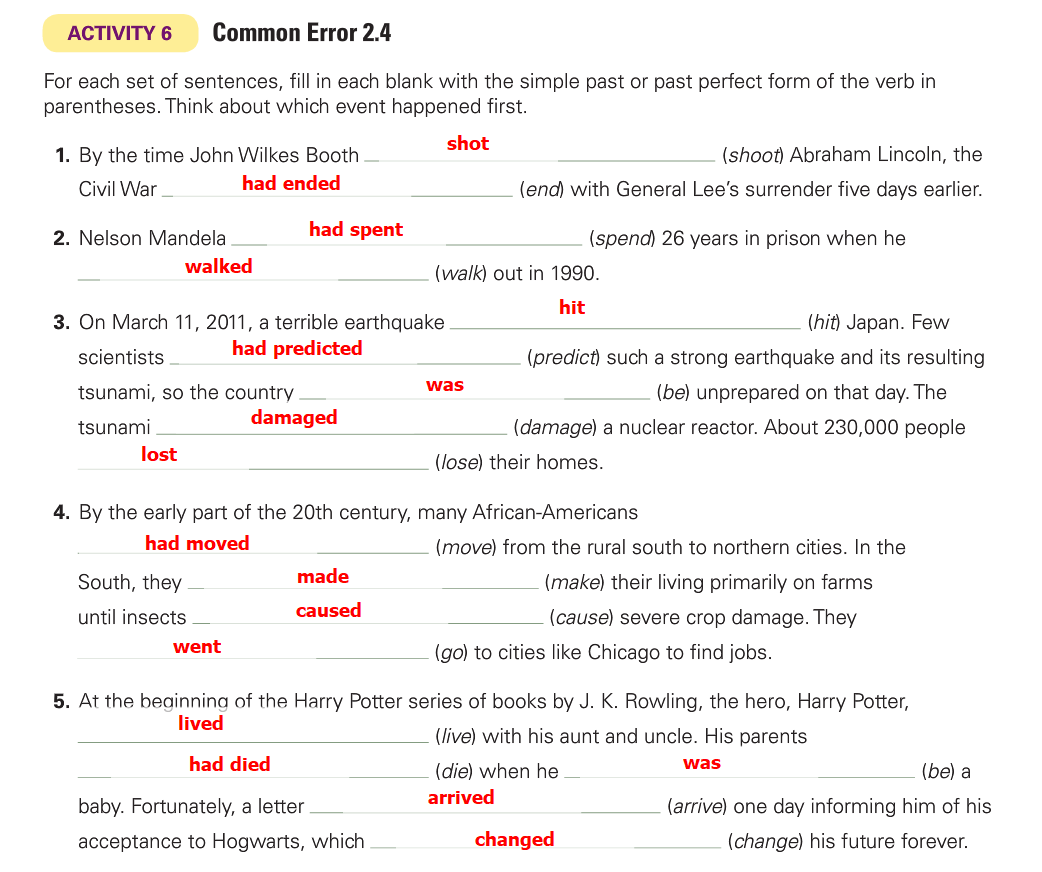 ACTIVITY 6 Common Error 2.4
For each set of sentences, fill in each blank with the simple past or past perfect form of the verb in
parentheses. Think about which event happened first.
1. By the time John Wilkes Booth shot (shoot) Abraham Lincoln, the
Civil War had ended (end) with General Lee’s surrender five days earlier.
2. Nelson Mandela had spent (spend) 26 years in prison when he
walked (walk) out in 1990.
3. On March 11, 2011, a terrible earthquake hit (hit) Japan. Few
scientists had predicted (predict) such a strong earthquake and its resulting
tsunami, so the country was (be) unprepared on that day. The
tsunami damaged (damage) a nuclear reactor. About 230,000 people
lost (lose) their homes.
4. By the early part of the 20th century, many African-Americans
had moved (move) from the rural south to northern cities. In the
South, they made (make) their living primarily on farms
until insects caused (cause) severe crop damage. They
went (go) to cities like Chicago to find jobs.
5. At the beginning of the Harry Potter series of books by J. K. Rowling, the hero, Harry Potter,
lived (live) with his aunt and uncle. His parents
had died (die) when he was (be) a
baby. Fortunately, a letter arrived (arrive) one day informing him of his
acceptance to Hogwarts, which changed (change) his future forever.